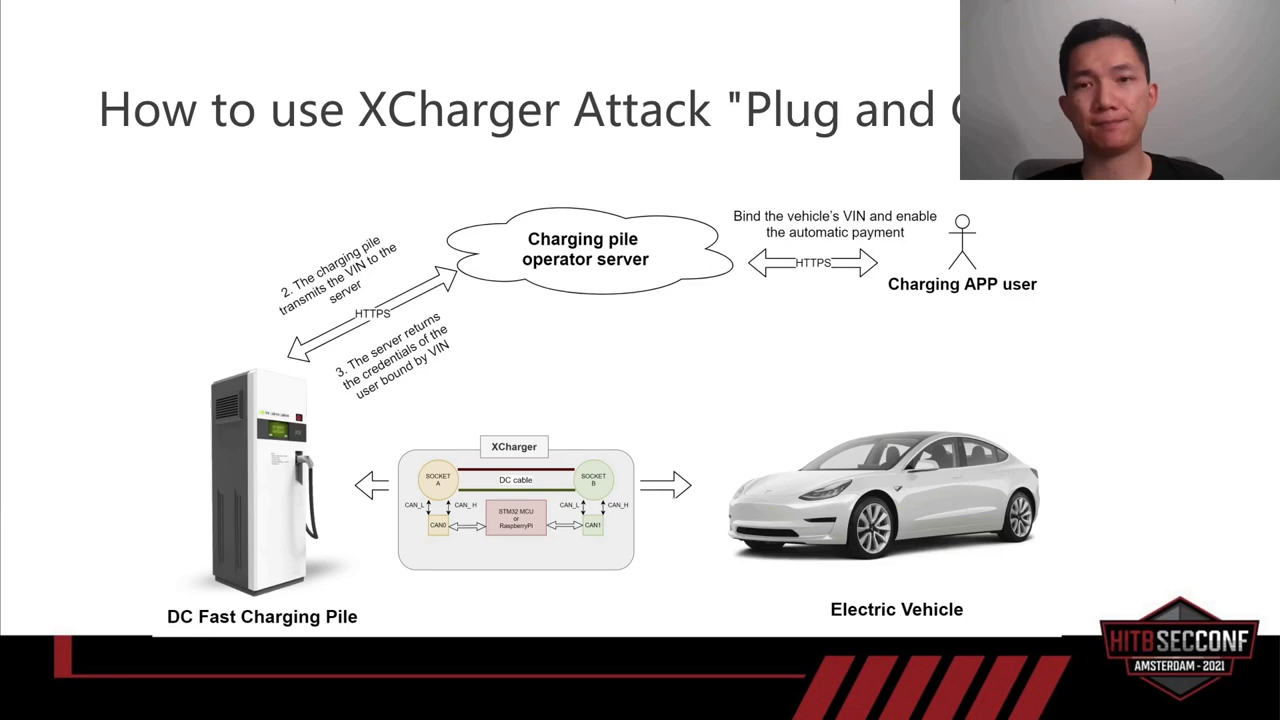 How to use XCharger Attack "Plug and
Charging pile
operator server
Bind the vehicle's VIN and enable
the automatic payment
HTTPS
Charging APP user
2. The charging pile
transmits the VIN to the
server
HTTPS
3. The server returns
the credentials of the
user bound by VIN
XCharger
SOCKET
A
DC cable
SOCKET
B
CAN_L
CAN_H
CAN_L
CAN_H
CAN0
STM32 MCU
or
RaspberryPi
CAN1
DC Fast Charging Pile
Electric Vehicle
HITBSECCONF
AMSTERDAM - 2021